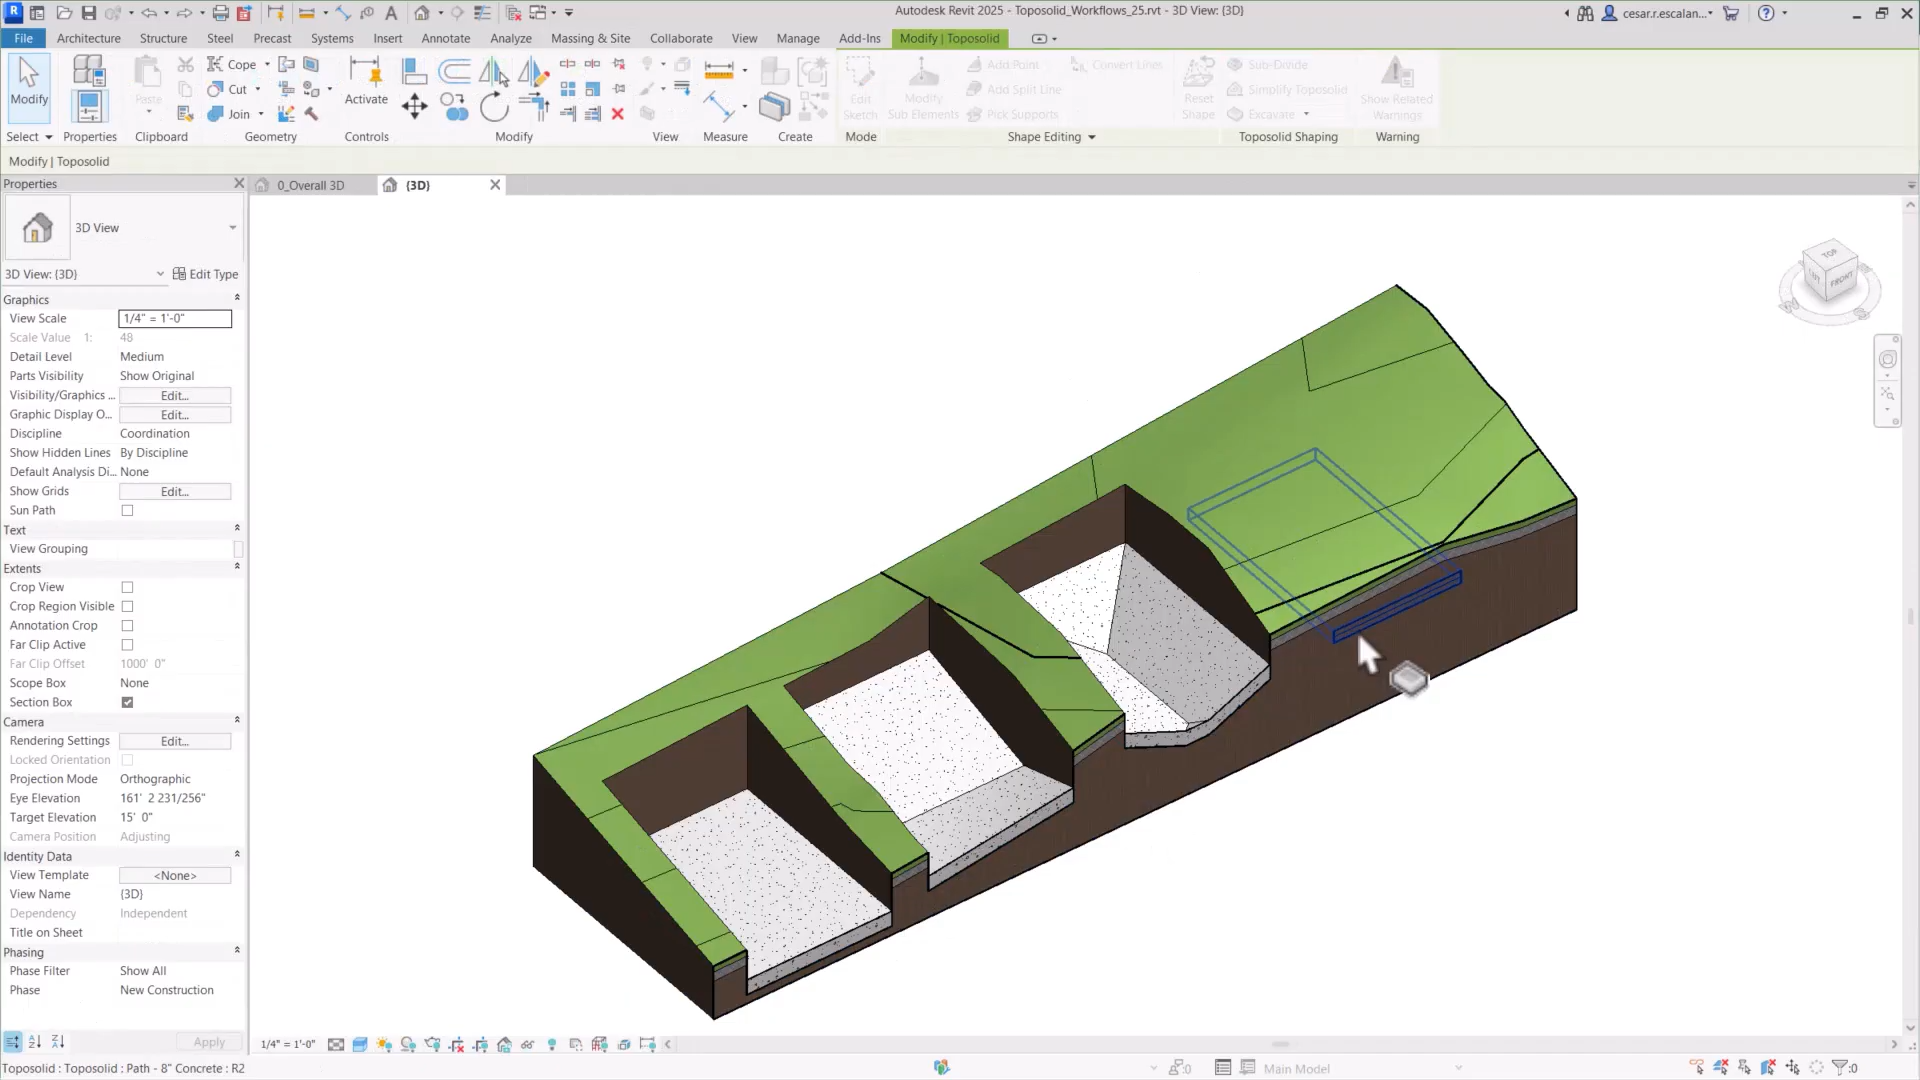 Autodesk Revit 2025 - Toposolid_Workflows_25.rvt - 3D View: {3D}
cesar.r.escalan...
File Architecture Structure Steel Precast Systems Insert Annotate Analyze Massing & Site Collaborate View Manage Add-Ins Modify | Toposolid
Modify
Paste
Cope
Cut
Join
Activate
Edit Sketch
Modify Sub Elements
Add Point
Add Split Line
Pick Supports
Convert Lines
Reset Shape
Sub-Divide
Simplify Toposolid
Excavate
Show Related Warnings
Select Properties Clipboard Geometry Controls Modify View Measure Create Mode Shape Editing Toposolid Shaping Warning
Modify | Toposolid
Properties
0_Overall 3D
{3D}
3D View
3D View: {3D}
Edit Type
Graphics
View Scale 1/4" = 1'-0"
Scale Value 1: 48
Detail Level Medium
Parts Visibility Show Original
Visibility/Graphics ... Edit...
Graphic Display O... Edit...
Discipline Coordination
Show Hidden Lines By Discipline
Default Analysis Di... None
Show Grids Edit...
Sun Path
Text
View Grouping
Extents
Crop View
Crop Region Visible
Annotation Crop
Far Clip Active
Far Clip Offset 1000' 0"
Scope Box None
Section Box
Camera
Rendering Settings Edit...
Locked Orientation
Projection Mode Orthographic
Eye Elevation 161' 2 231/256"
Target Elevation 15' 0"
Camera Position Adjusting
Identity Data
View Template <None>
View Name {3D}
Dependency Independent
Title on Sheet
Phasing
Phase Filter Show All
Phase New Construction
Apply
TOP
FRONT
1/4" = 1'-0"
Toposolid : Toposolid : Path - 8" Concrete : R2
:0
Main Model
:0